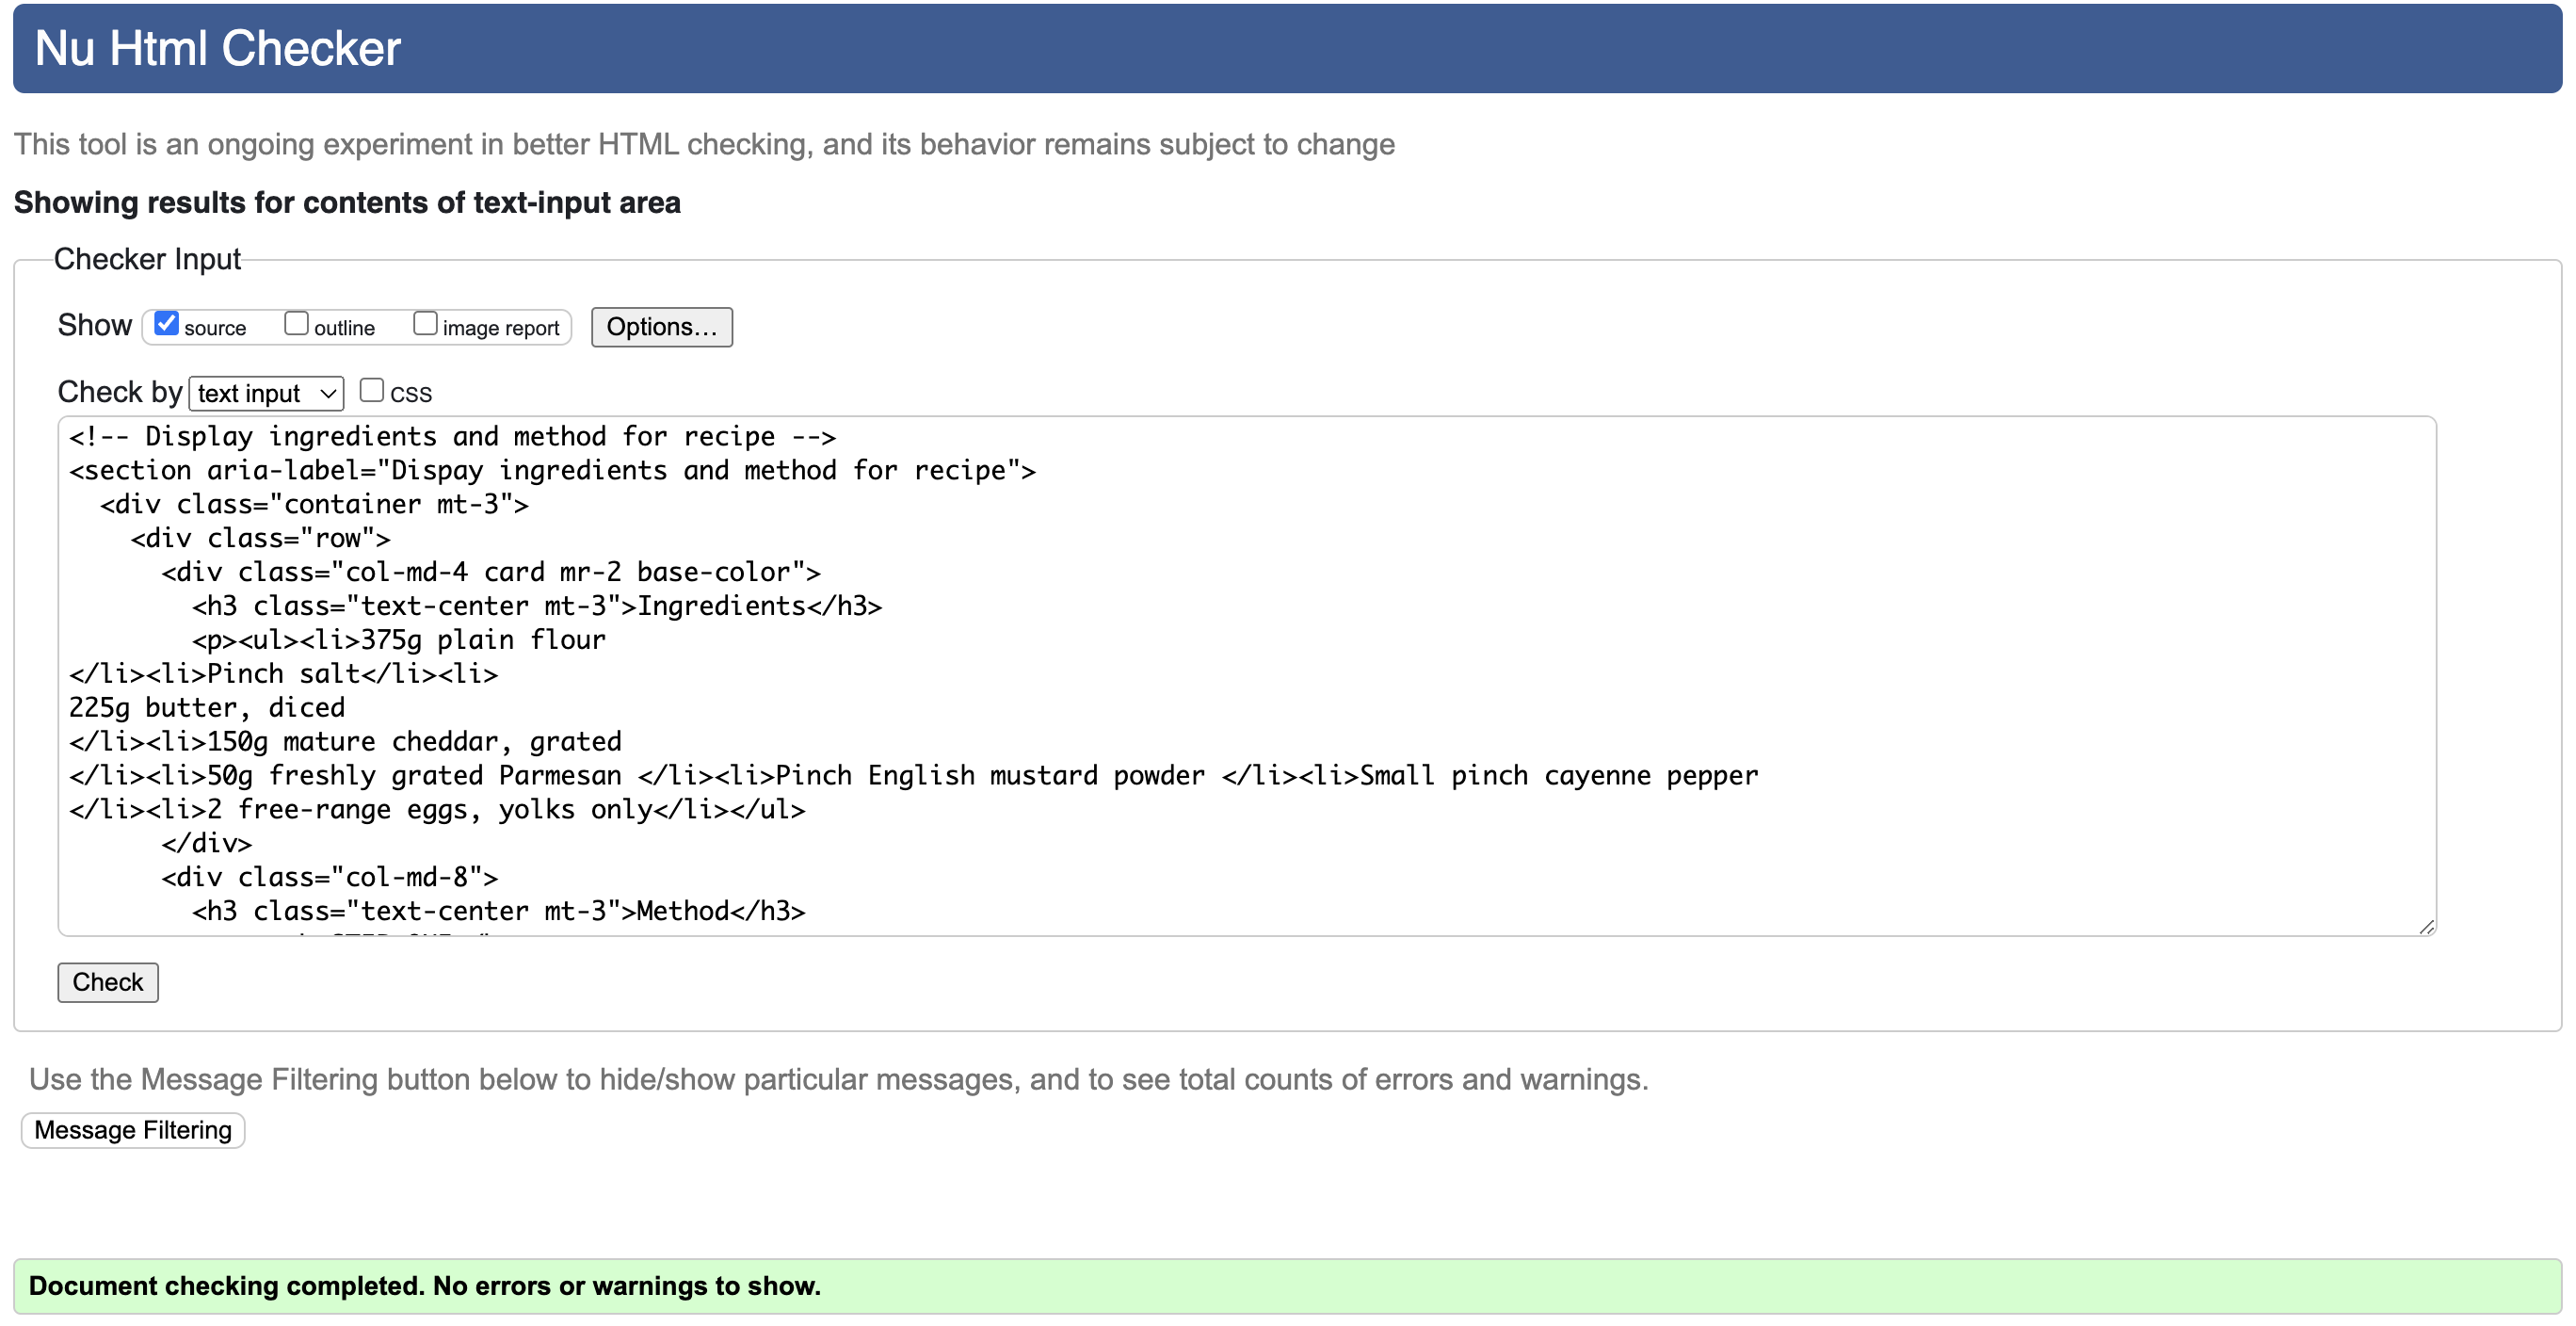 Nu Html Checker
This tool is an ongoing experiment in better HTML checking, and its behavior remains subject to change
Showing results for contents of text-input area
Checker Input
Show source outline image report Options...
Check by text input CSS
<!-- Display ingredients and method for recipe -->
<section aria-label="Dispay ingredients and method for recipe">
  <div class="container mt-3">
    <div class="row">
      <div class="col-md-4 card mr-2 base-color">
        <h3 class="text-center mt-3">Ingredients</h3>
        <p><ul><li>375g plain flour
</li><li>Pinch salt</li><li>
225g butter, diced
</li><li>150g mature cheddar, grated
</li><li>50g freshly grated Parmesan </li><li>Pinch English mustard powder </li><li>Small pinch cayenne pepper
</li><li>2 free-range eggs, yolks only</li></ul>
      </div>
      <div class="col-md-8">
        <h3 class="text-center mt-3">Method</h3>
Check
Use the Message Filtering button below to hide/show particular messages, and to see total counts of errors and warnings.
Message Filtering
Document checking completed. No errors or warnings to show.